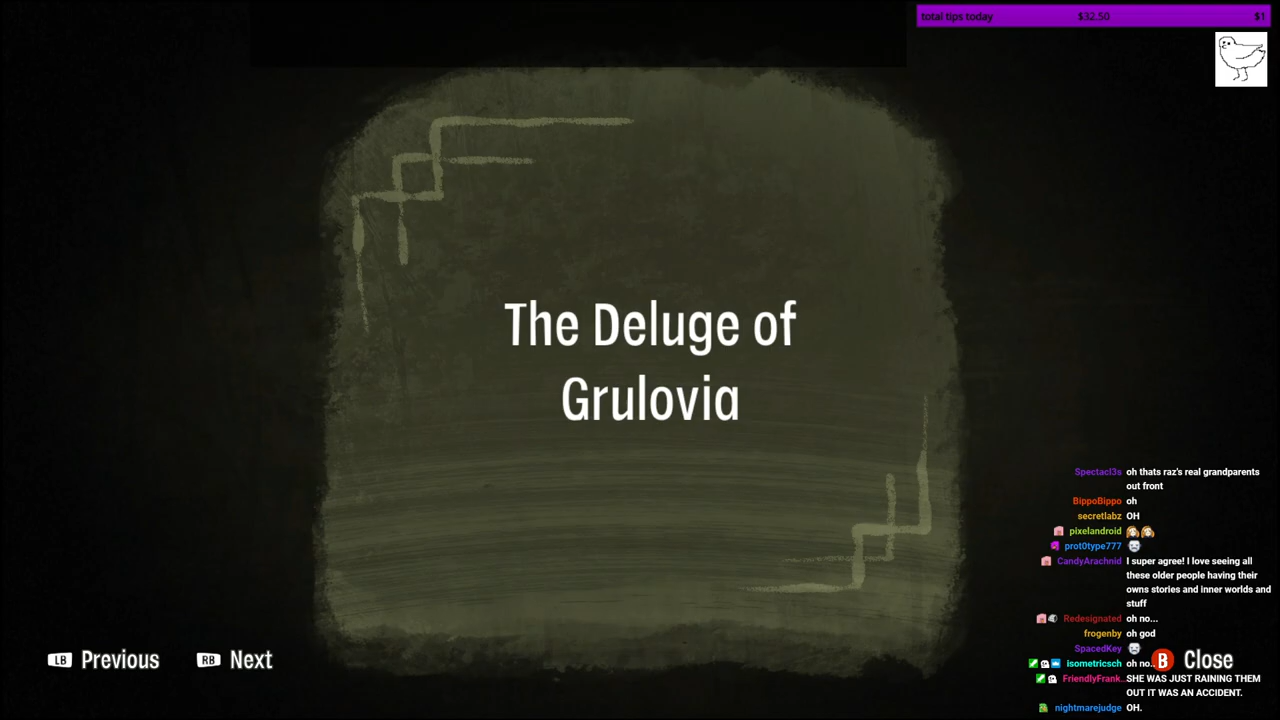 total tips today $32.50 $1
The Deluge of
Grulovia
Spectacl3s oh thats raz's real grandparents
out front
BippoBippo oh
secretlabz OH
pixelandroid
prot0type777
CandyArachnid I super agree! I love seeing all
these older people having their
owns stories and inner worlds and
stuff
Redesignated oh no...
frogenby oh god
SpacedKey
isometricsch oh no..
FriendlyFrank... SHE WAS JUST RAINING THEM
OUT IT WAS AN ACCIDENT.
nightmarejudge OH.
LB Previous RB Next
B Close